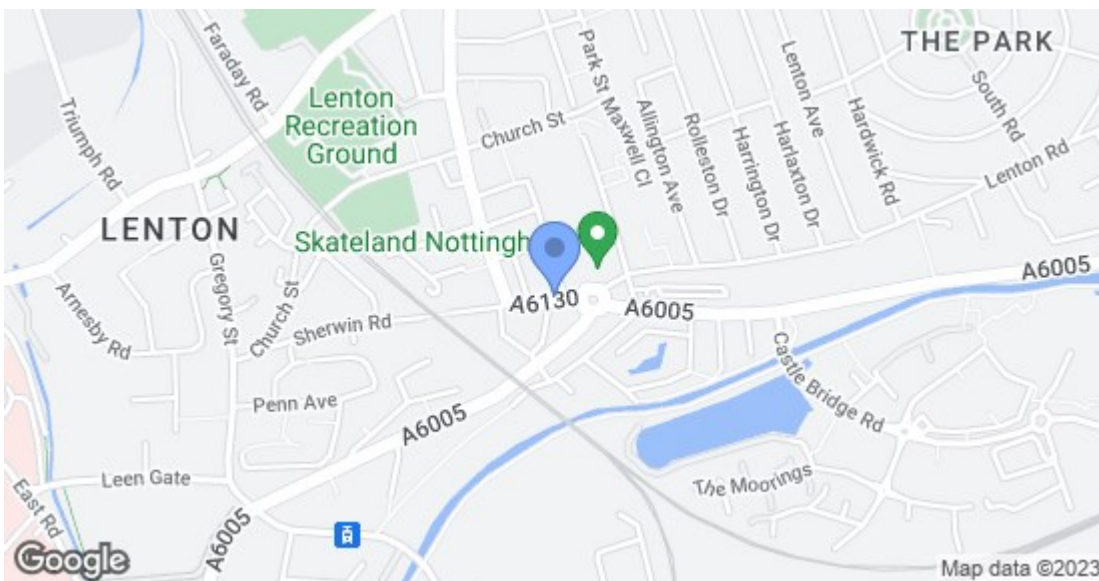 Faraday Rd
Triumph Rd
Lenton
Recreation
Ground
Church St
Park St
Maxwell Cl
Allington Ave
Rolleston Dr
Harrington Dr
Harlaxton Dr
Lenton Ave
Hardwick Rd
THE PARK
South Rd
Lenton Rd
LENTON
Gregory St
Skateland Nottingh
Arnesby Rd
Church St
Sherwin Rd
A6130
A6005
A6005
Castle Bridge Rd
Penn Ave
A6005
Leen Gate
The Moorings
East Rd
A6005
Google
Map data ©2023